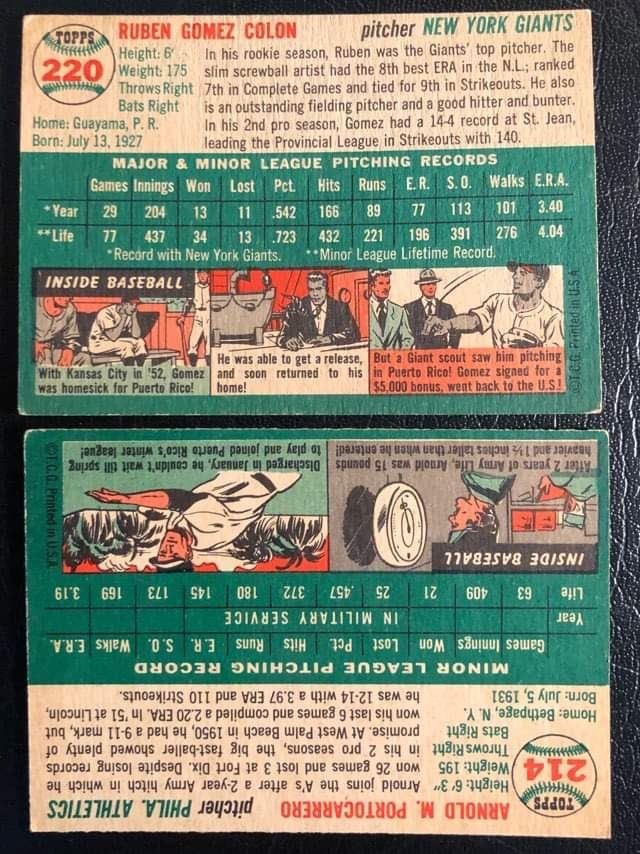 TOPPS
220
RUBEN GOMEZ COLON
pitcher NEW YORK GIANTS
Height: 6'
Weight: 175
Throws Right
Bats Right
Home: Guayama, P. R.
Born: July 13, 1927
In his rookie season, Ruben was the Giants' top pitcher. The
slim screwball artist had the 8th best ERA in the N.L.; ranked
7th in Complete Games and tied for 9th in Strikeouts. He also
is an outstanding fielding pitcher and a good hitter and bunter.
In his 2nd pro season, Gomez had a 14-4 record at St. Jean,
leading the Provincial League in Strikeouts with 140.
MAJOR & MINOR LEAGUE PITCHING RECORDS
Games Innings Won Lost Pct. Hits Runs E.R. S.O. Walks E.R.A.
*Year 29 204 13 11 .542 166 89 77 113 101 3.40
**Life 77 437 34 13 .723 432 221 196 391 276 4.04
*Record with New York Giants. **Minor League Lifetime Record.
INSIDE BASEBALL
With Kansas City in '52, Gomez
was homesick for Puerto Rico!
He was able to get a release,
and soon returned to his
home!
But a Giant scout saw him pitching
in Puerto Rico! Gomez signed for a
$5,000 bonus, went back to the U.S.!
©T.C.G. Printed in U.S.A.
TOPPS
214
ARNOLD M. PORTOCARRERO
pitcher PHILA. ATHLETICS
Height: 6'3"
Weight: 195
Throws Right
Bats Right
Home: Bethpage, N. Y.
Born: July 5, 1931
Arnold joins the A's after a 2-year Army hitch in which he
won 26 games and lost 3 at Fort Dix. Despite losing records
in his 2 pro seasons, the big fast-baller showed plenty of
promise. At West Palm Beach in 1950, he had a 9-11 mark, but
won his last 6 games and compiled a 2.20 ERA. In '51 at Lincoln,
he was 12-14 with a 3.97 ERA and 110 Strikeouts.
MINOR LEAGUE PITCHING RECORD
Games Innings Won Lost Pct. Hits Runs E.R. S.O. Walks E.R.A.
Year IN MILITARY SERVICE
Life 63 409 21 25 .457 372 180 145 173 169 3.19
INSIDE BASEBALL
After 2 years of Army life, Arnold was 15 pounds
heavier and 1½ inches taller than when he entered!
Discharged in January, he couldn't wait till spring
to play and joined Puerto Rico's winter league!
©T.C.G. Printed in U.S.A.